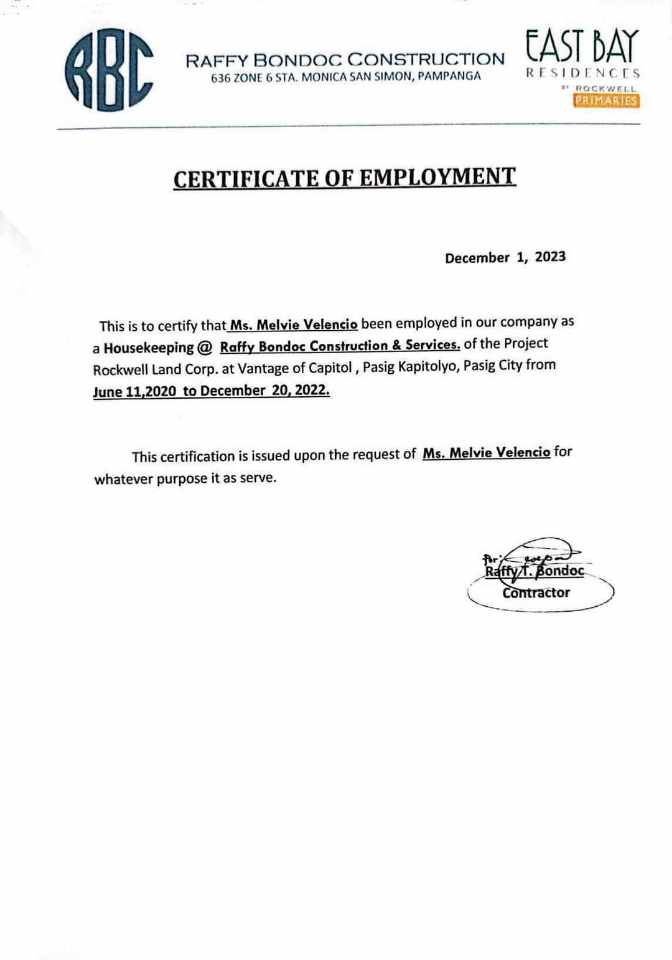 RBC
RAFFY BONDOC CONSTRUCTION
636 ZONE 6 STA. MONICA SAN SIMON, PAMPANGA
EAST BAY
RESIDENCES
BY ROCKWELL
PRIMARIES
CERTIFICATE OF EMPLOYMENT
December 1, 2023
This is to certify that Ms. Melvie Velencio been employed in our company as
a Housekeeping @ Raffy Bondoc Construction & Services. of the Project
Rockwell Land Corp. at Vantage of Capitol , Pasig Kapitolyo, Pasig City from
June 11,2020 to December 20, 2022.
This certification is issued upon the request of Ms. Melvie Velencio for
whatever purpose it as serve.
Raffy T. Bondoc
Contractor